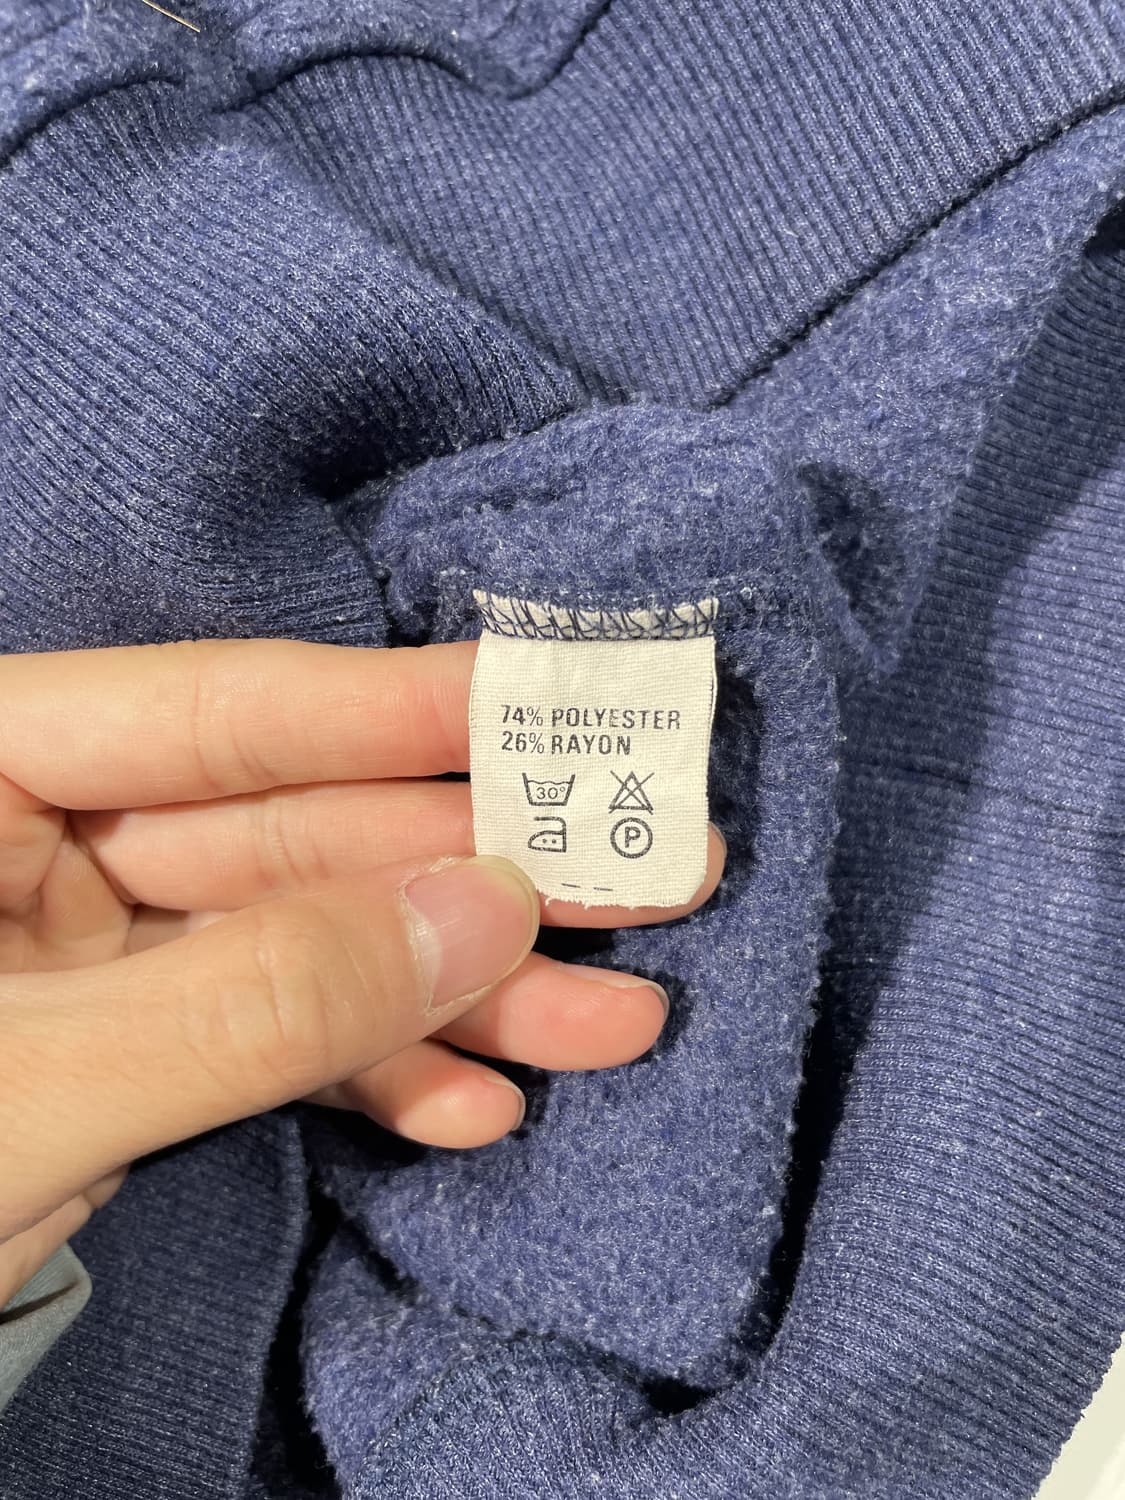 74% POLYESTER
26% RAYON
30°
P